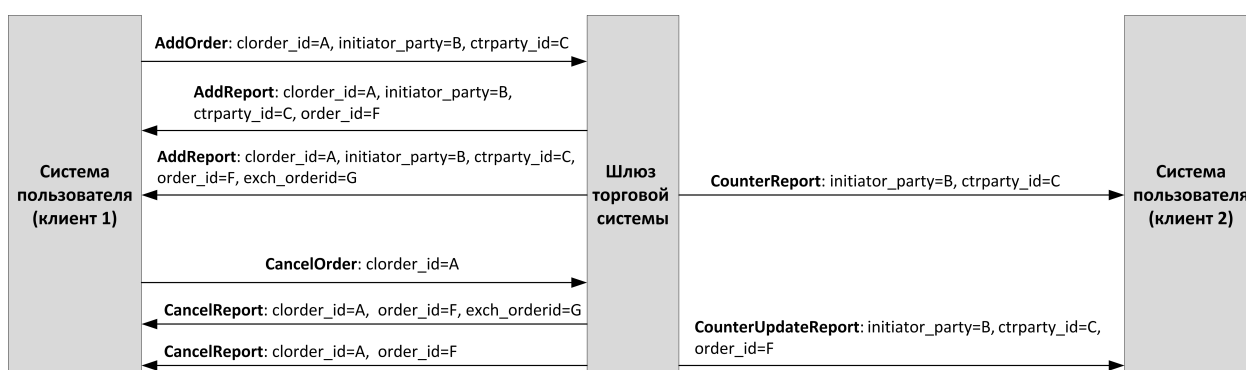 AddOrder: clorder_id=A, initiator_party=B, ctrparty_id=C
AddReport: clorder_id=A, initiator_party=B,
ctrparty_id=C, order_id=F
AddReport: clorder_id=A, initiator_party=B, ctrparty_id=C,
order_id=F, exch_orderid=G
Система
пользователя
(клиент 1)
Шлюз
торговой
системы
CounterReport: initiator_party=B, ctrparty_id=C
Система
пользователя
(клиент 2)
CancelOrder: clorder_id=A
CancelReport: clorder_id=A, order_id=F, exch_orderid=G
CounterUpdateReport: initiator_party=B, ctrparty_id=C,
order_id=F
CancelReport: clorder_id=A, order_id=F